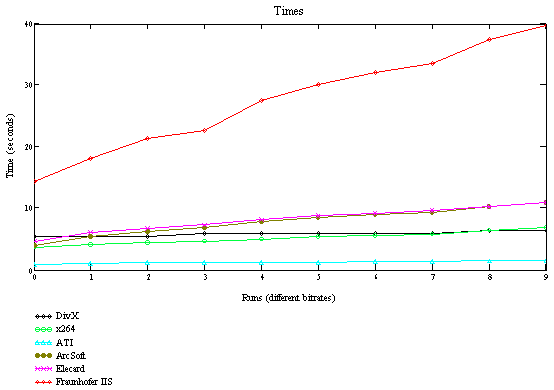 Times
40
30
20
10
0
Time (seconds)
0 1 2 3 4 5 6 7 8 9
Runs (different bitrates)
DivX
x264
ATI
ArcSoft
Elecard
Fraunhofer IIS